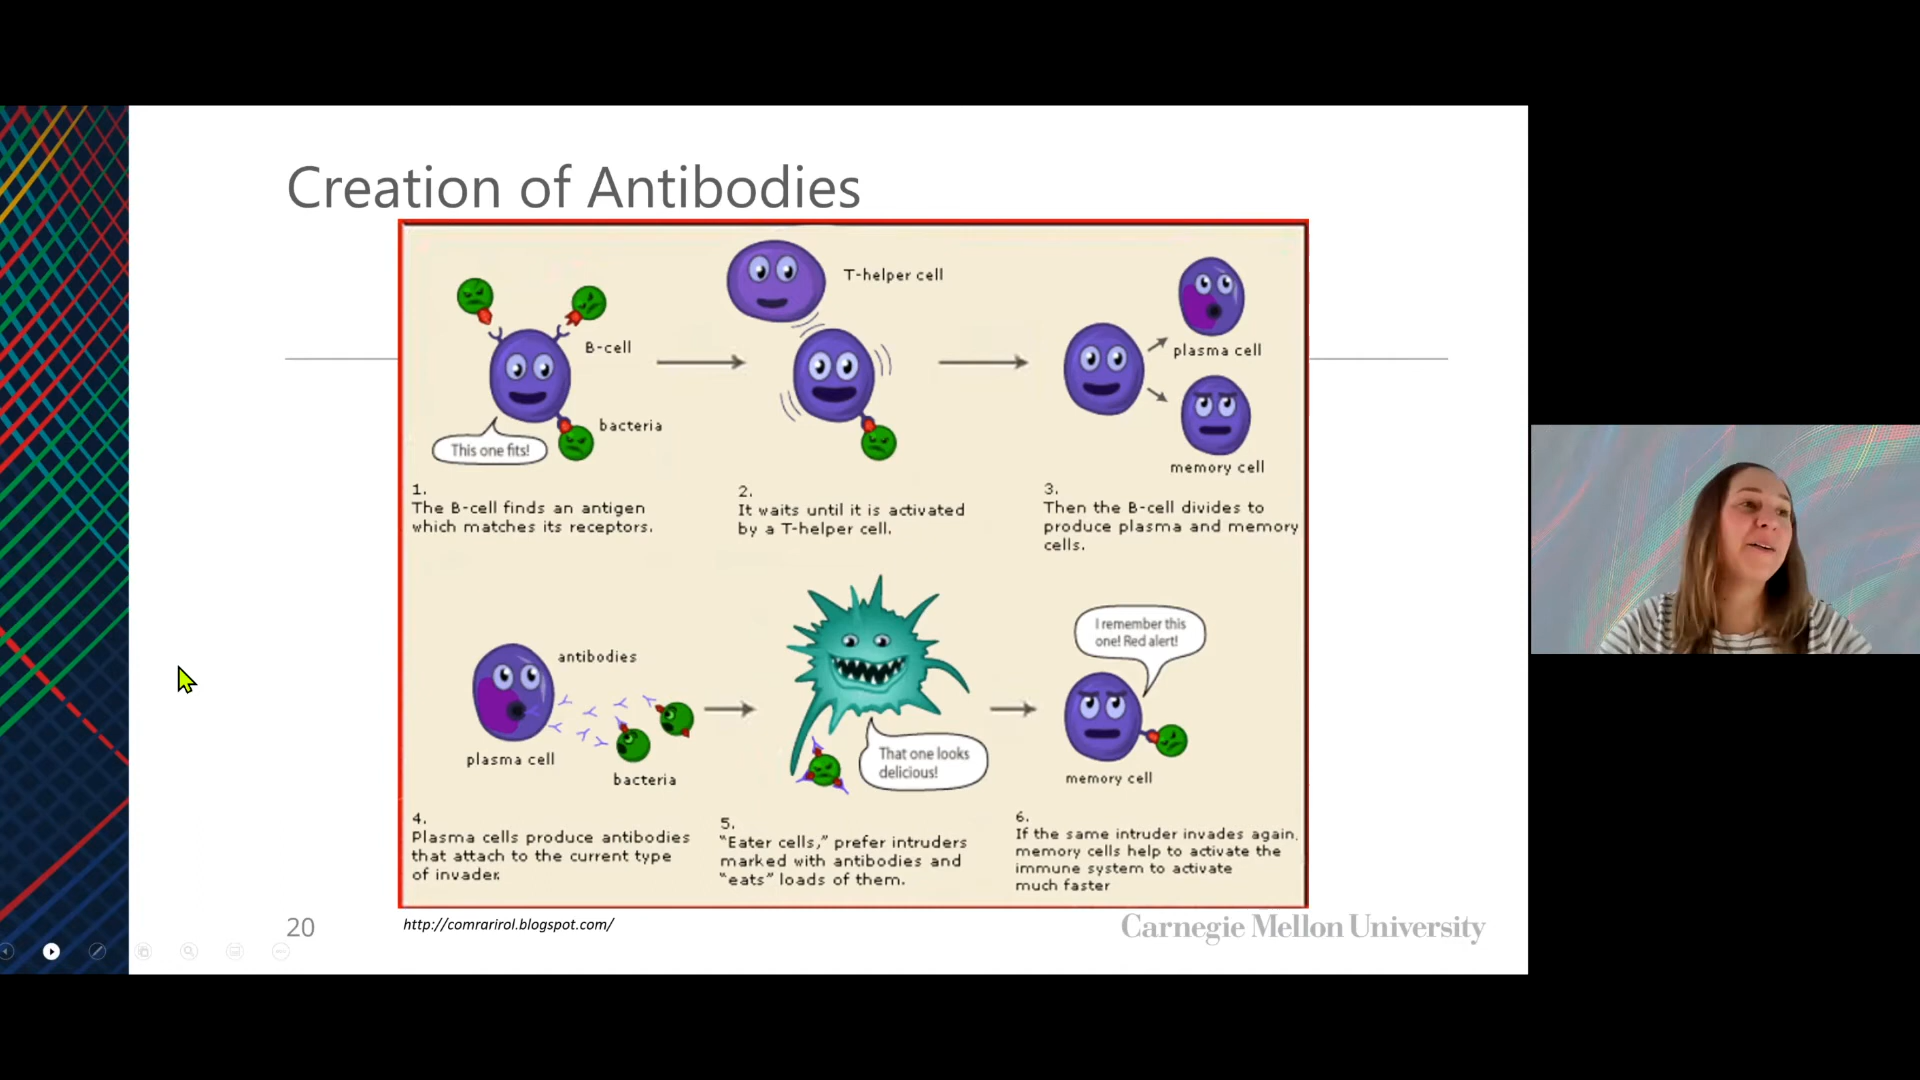 Creation of Antibodies
T-helper cell
B-cell
plasma cell
bacteria
This one fits!
memory cell
1.
The B-cell finds an antigen
which matches its receptors.
2.
It waits until it is activated
by a T-helper cell.
3.
Then the B-cell divides to
produce plasma and memory
cells.
antibodies
plasma cell
bacteria
That one looks
delicious!
I remember this
one! Red alert!
memory cell
4.
Plasma cells produce antibodies
that attach to the current type
of invader.
5.
"Eater cells," prefer intruders
marked with antibodies and
"eats" loads of them.
6.
If the same intruder invades again,
memory cells help to activate the
immune system to activate
much faster
20
http://comrarirol.blogspot.com/
Carnegie Mellon University